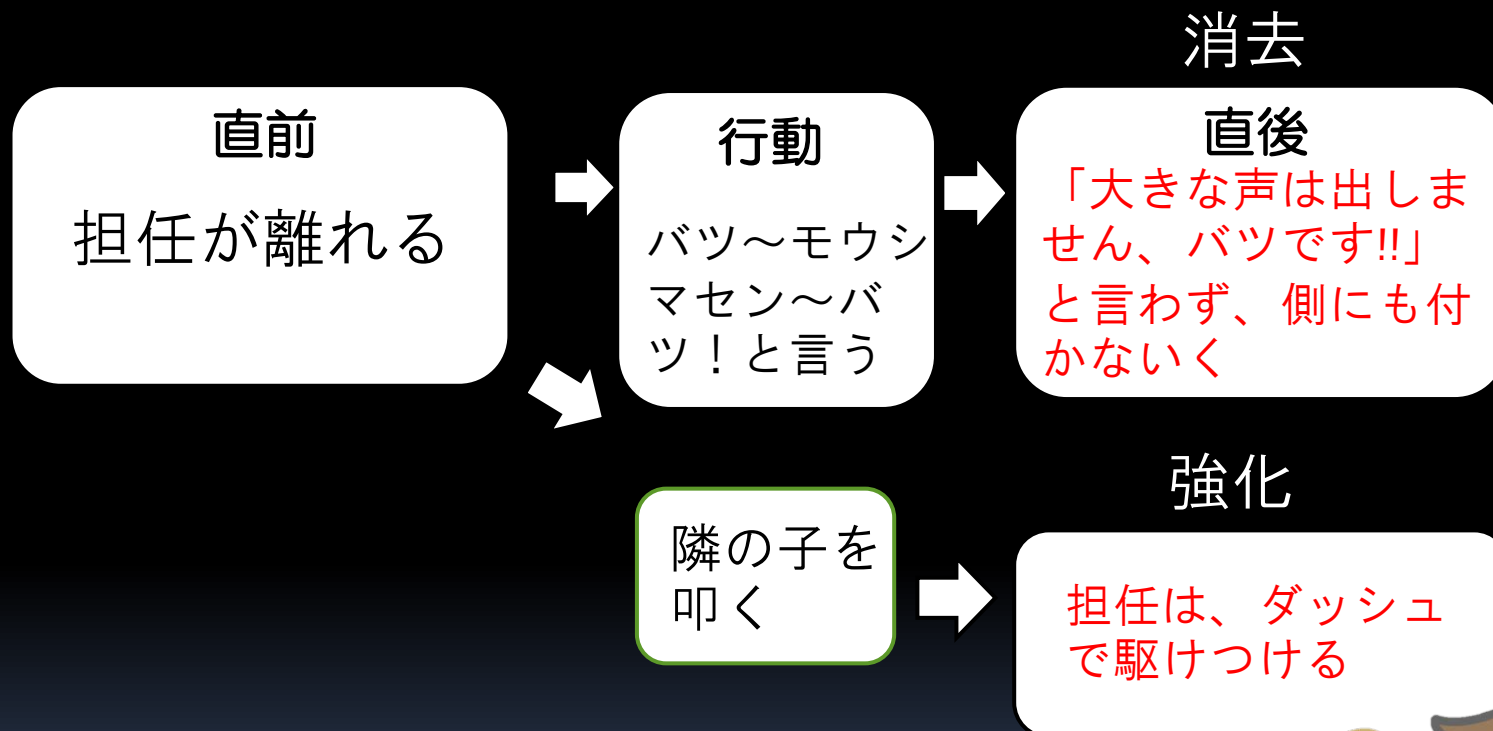 消去
直前
担任が離れる
行動
バツ～モウシ
マセン～バ
ツ！と言う
直後
「大きな声は出しま
せん、バツです!!」
と言わず、側にも付
かないく
隣の子を
叩く
強化
担任は、ダッシュ
で駆けつける